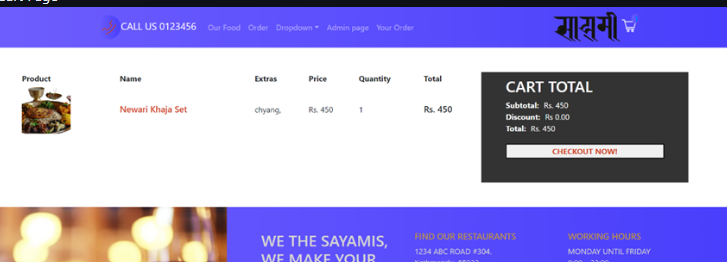 CALL US 0123456
Our Food Order Dropdown Admin page Your Order
Product Name Extras Price Quantity Total
Newari Khaja Set chyang, Rs. 450 1 Rs. 450
CART TOTAL
Subtotal: Rs. 450
Discount: Rs 0.00
Total: Rs. 450
CHECKOUT NOW!
WE THE SAYAMIS,
WE MAKE YOUR
FIND OUR RESTAURANTS
1234 ABC ROAD #304.
WORKING HOURS
MONDAY UNTIL FRIDAY